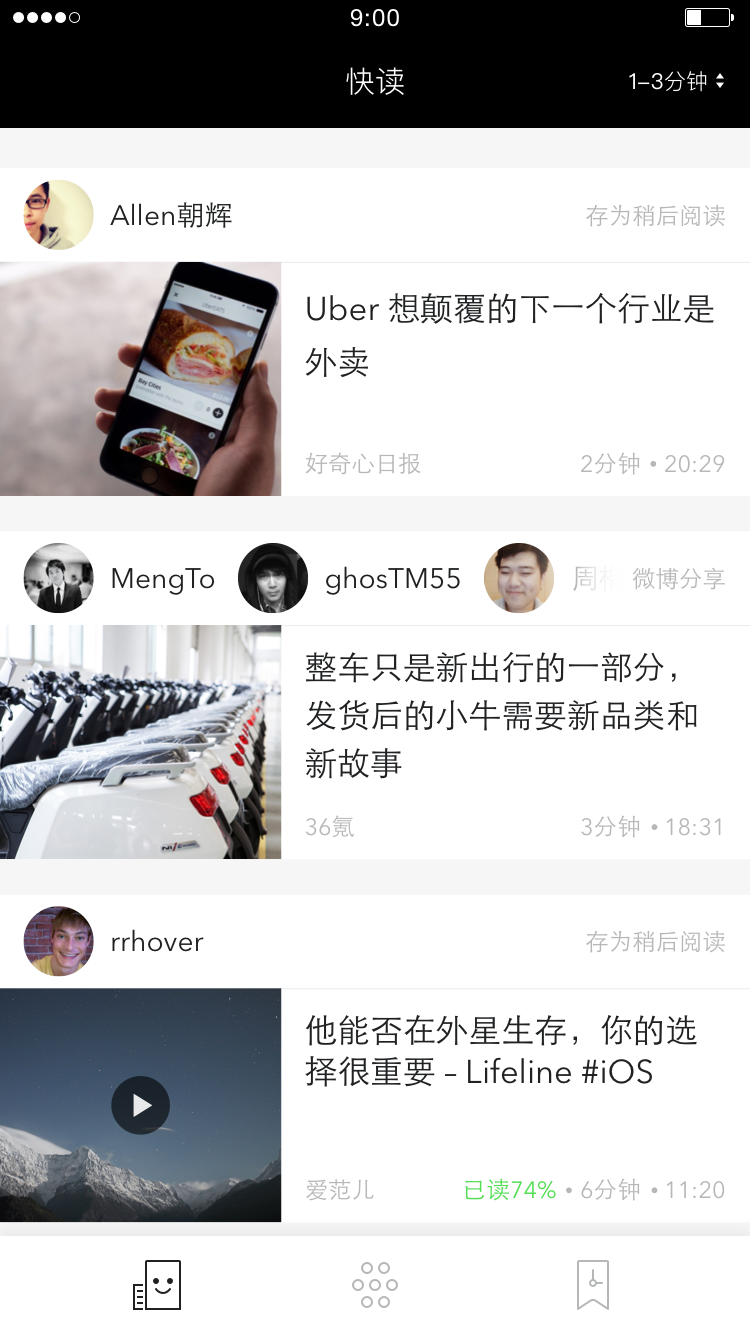 9:00
快读
1–3分钟
Allen朝辉
存为稍后阅读
UberEATS
Bay Cities
Uber 想颠覆的下一个行业是
外卖
好奇心日报
2分钟 • 20:29
MengTo
ghosTM55
周
微博分享
整车只是新出行的一部分，
发货后的小牛需要新品类和
新故事
36氪
3分钟 • 18:31
rrhover
存为稍后阅读
他能否在外星生存，你的选
择很重要 – Lifeline #iOS
爱范儿
已读74% • 6分钟 • 11:20